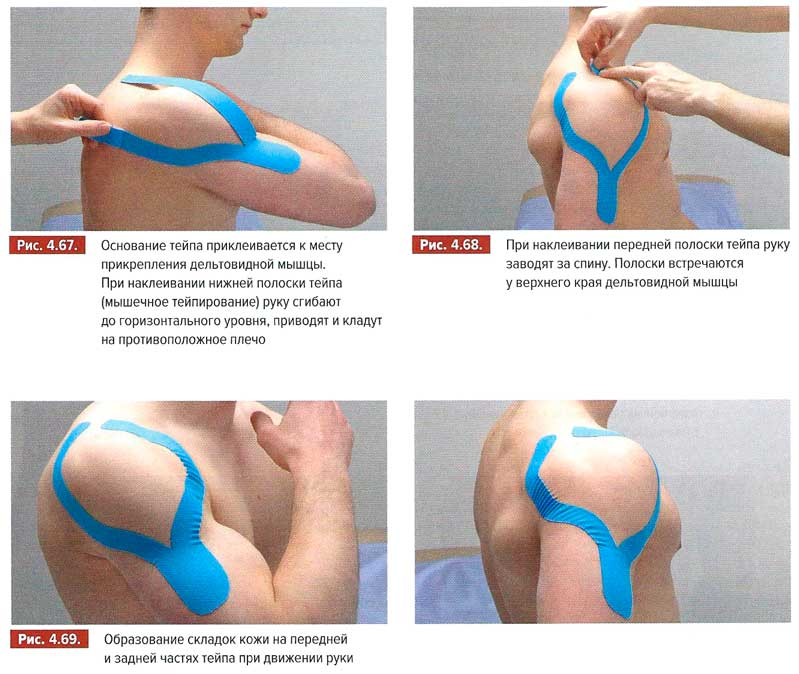 Рис. 4.67.
Основание тейпа приклеивается к месту
прикрепления дельтовидной мышцы.
При наклеивании нижней полоски тейпа
(мышечное тейпирование) руку сгибают
до горизонтального уровня, приводят и кладут
на противоположное плечо
Рис. 4.68.
При наклеивании передней полоски тейпа руку
заводят за спину. Полоски встречаются
у верхнего края дельтовидной мышцы
Рис. 4.69.
Образование складок кожи на передней
и задней частях тейпа при движении руки